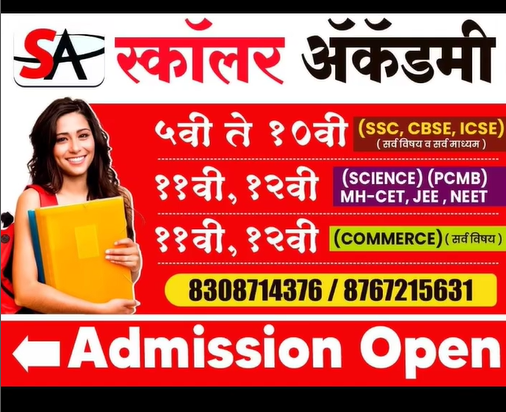 SA स्कॉलर ॲकॅडमी
५वी ते १०वी (SSC, CBSE, ICSE)
(सर्व विषय व सर्व माध्यम)
११वी, १२वी (SCIENCE) (PCMB)
MH-CET, JEE , NEET
११वी, १२वी (COMMERCE) (सर्व विषय)
8308714376 / 8767215631
Admission Open